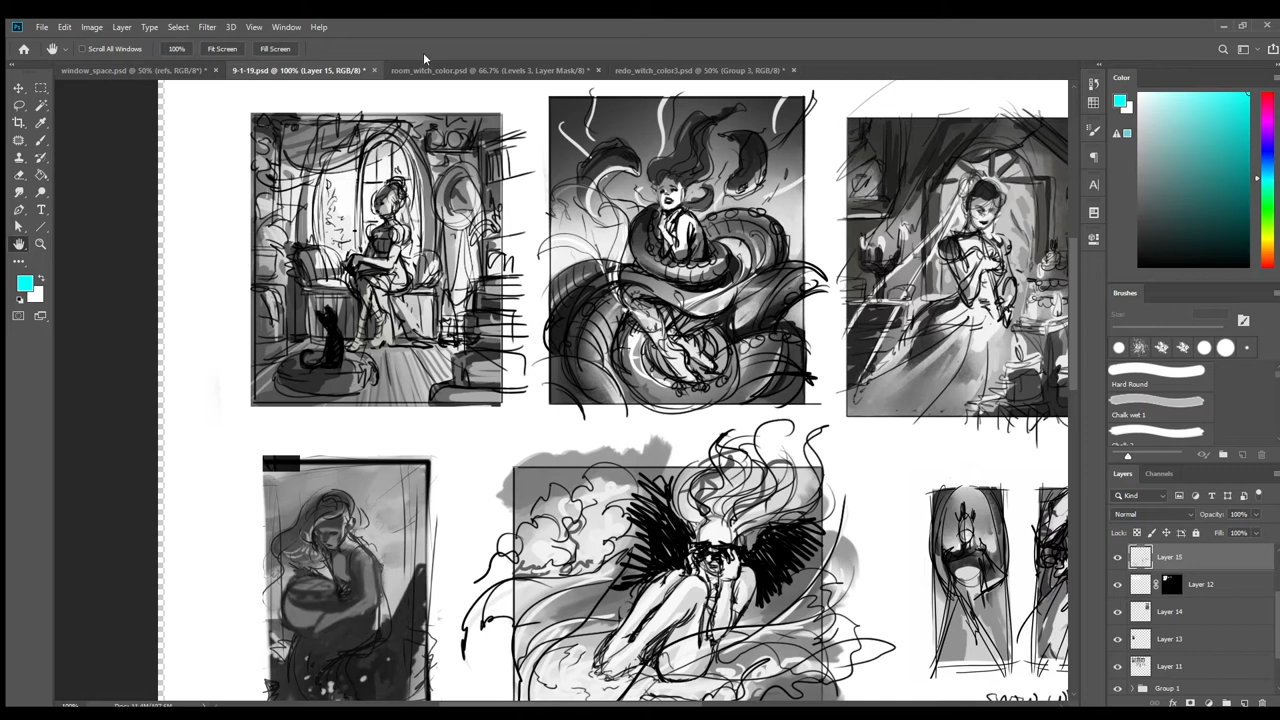 Ps File Edit Image Layer Type Select Filter 3D View Window Help
Scroll All Windows 100% Fit Screen Fill Screen
window_space.psd @ 50% (refs, RGB/8*) * × 9-1-19.psd @ 100% (Layer 15, RGB/8) * × room_witch_color.psd @ 66.7% (Levels 3, Layer Mask/8) * × redo_witch_color3.psd @ 50% (Group 3, RGB/8) * ×
Color
Brushes
Size:
Hard Round
Chalk wet 1
Layers Channels
Kind
Normal Opacity: 100%
Lock: Fill: 100%
Layer 15
Layer 12
Layer 14
Layer 13
Layer 11
Group 1